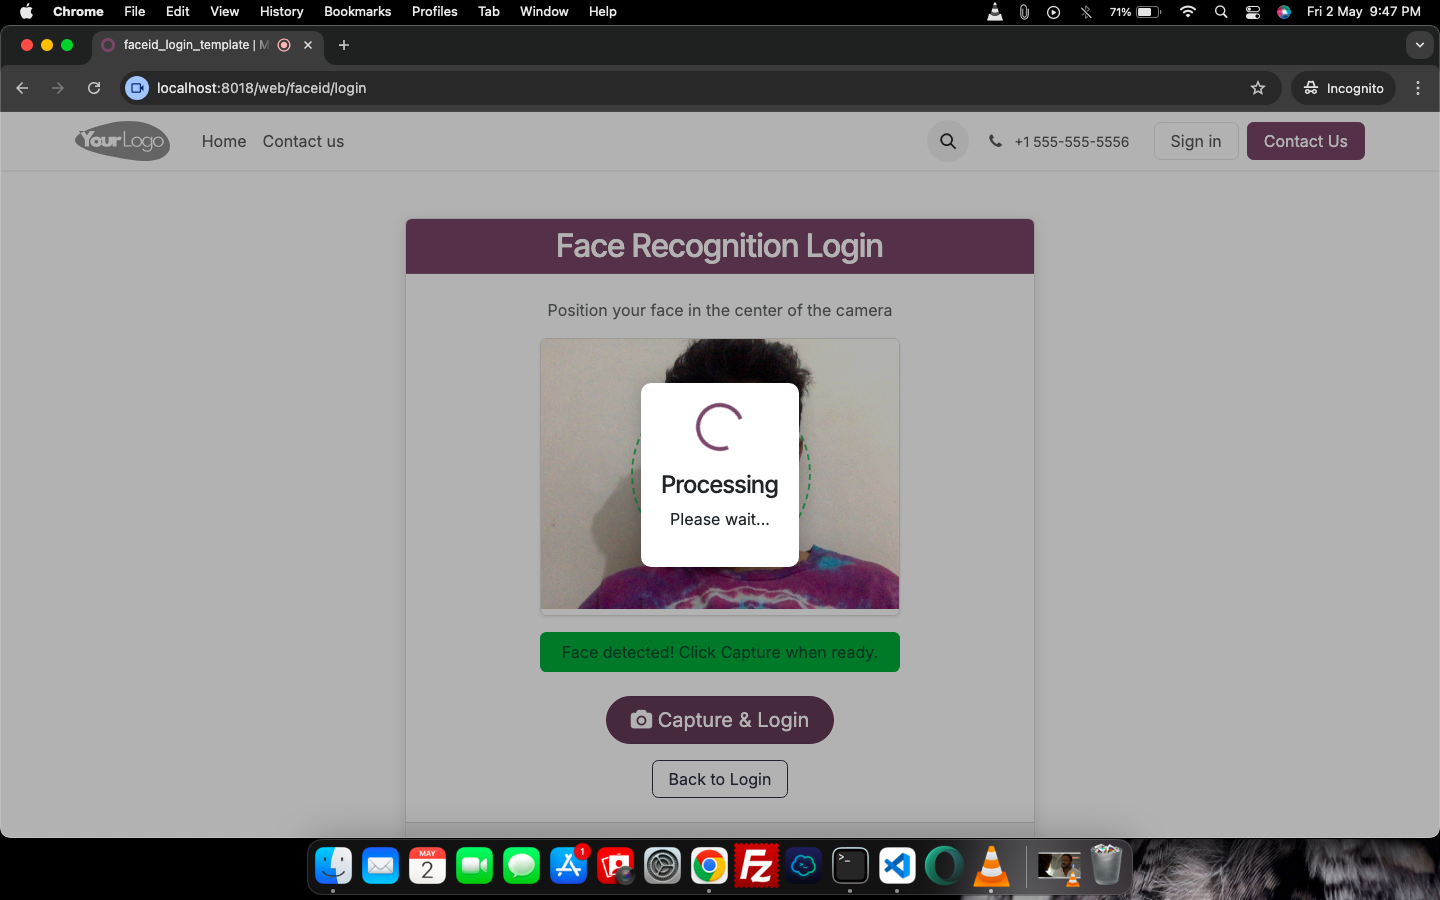 Chrome File Edit View History Bookmarks Profiles Tab Window Help 71% Fri 2 May 9:47 PM
faceid_login_template | M
localhost:8018/web/faceid/login Incognito
YourLogo Home Contact us +1 555-555-5556 Sign in Contact Us
Face Recognition Login
Position your face in the center of the camera
Processing
Please wait...
Face detected! Click Capture when ready.
Capture & Login
Back to Login
MAY
2
1
Fz
>_